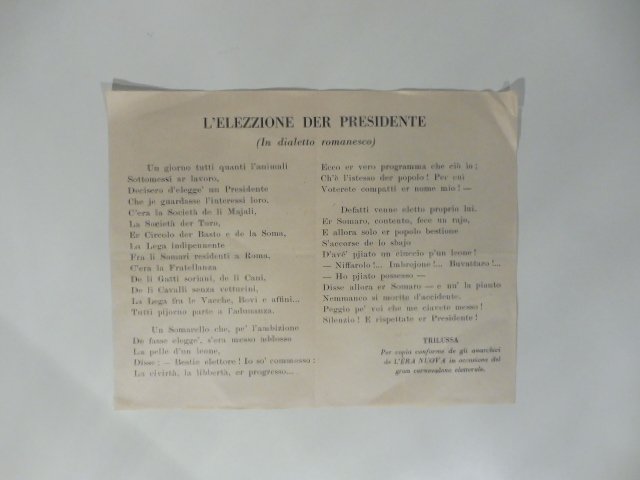 L'ELEZZIONE DER PRESIDENTE
(In dialetto romanesco)
Un giorno tutti quanti l'animali
Sottomessi ar lavoro,
Decisero d'elegge' un Presidente
Che je guardasse l'interessi loro.
C'era la Società de li Majali,
La Società der Toro,
Er Circolo der Basto e de la Soma,
La Lega indipennente
Fra li Somari residenti a Roma,
C'era la Fratellanza
De li Gatti soriani, de li Cani,
De li Cavalli senza vetturini,
La Lega fra le Vacche, Bovi e affini...
Tutti pijorno parte a l'adunanza.
Un Somarello che, pe' l'ambizione
De fasse elegge', s'era messo addosso
La pelle d'un leone,
Disse: — Bestie elettore! Io so' commosso:
La civirtà, la libbertà, er progresso...
Ecco er vero programma che ciò io;
Ch'è l'istesso der popolo! Per cui
Voterete compatti er nome mio! —
Defatti venne eletto proprio lui.
Er Somaro, contento, fece un rajo,
E allora solo er popolo bestione
S'accorse de lo sbajo
D'avé' pjiato un ciuccio p'un leone!
— Niffarolo!... Imbrojone!... Buvattaro!...
— Ho pjiato possesso —
Disse allora er Somaro — e nu' la pianto
Nemmanco si morite d'accidente.
Peggio pe' voi che me ciavete messo!
Silenzio! E rispettate er Presidente!
TRILUSSA
Per copia conforme de gli anarchici
de L'ERA NUOVA in occasione del
gran carnevalone elettorale.